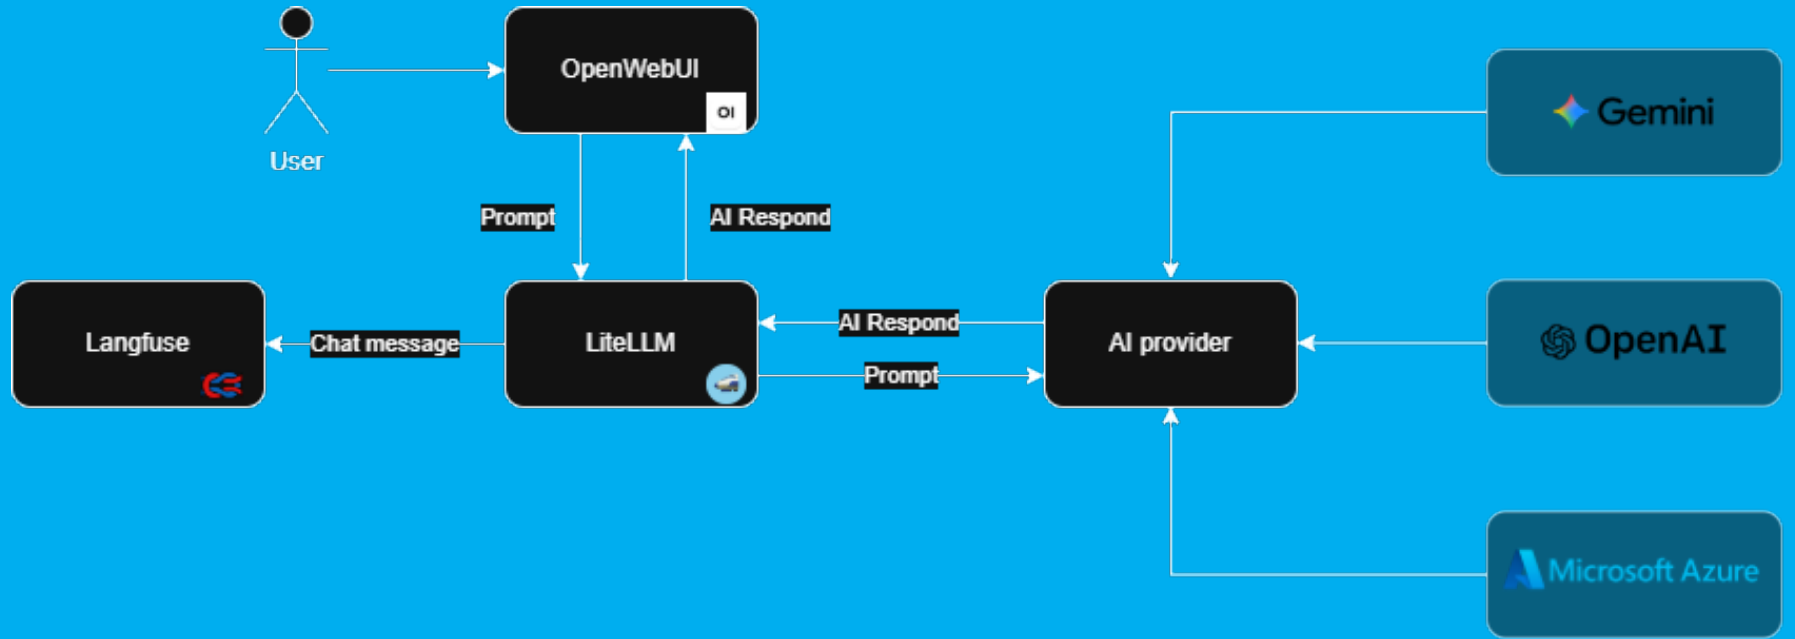 OpenWebUI
OI
User
Gemini
Prompt
AI Respond
Langfuse
Chat message
LiteLLM
AI Respond
Prompt
AI provider
OpenAI
Microsoft Azure